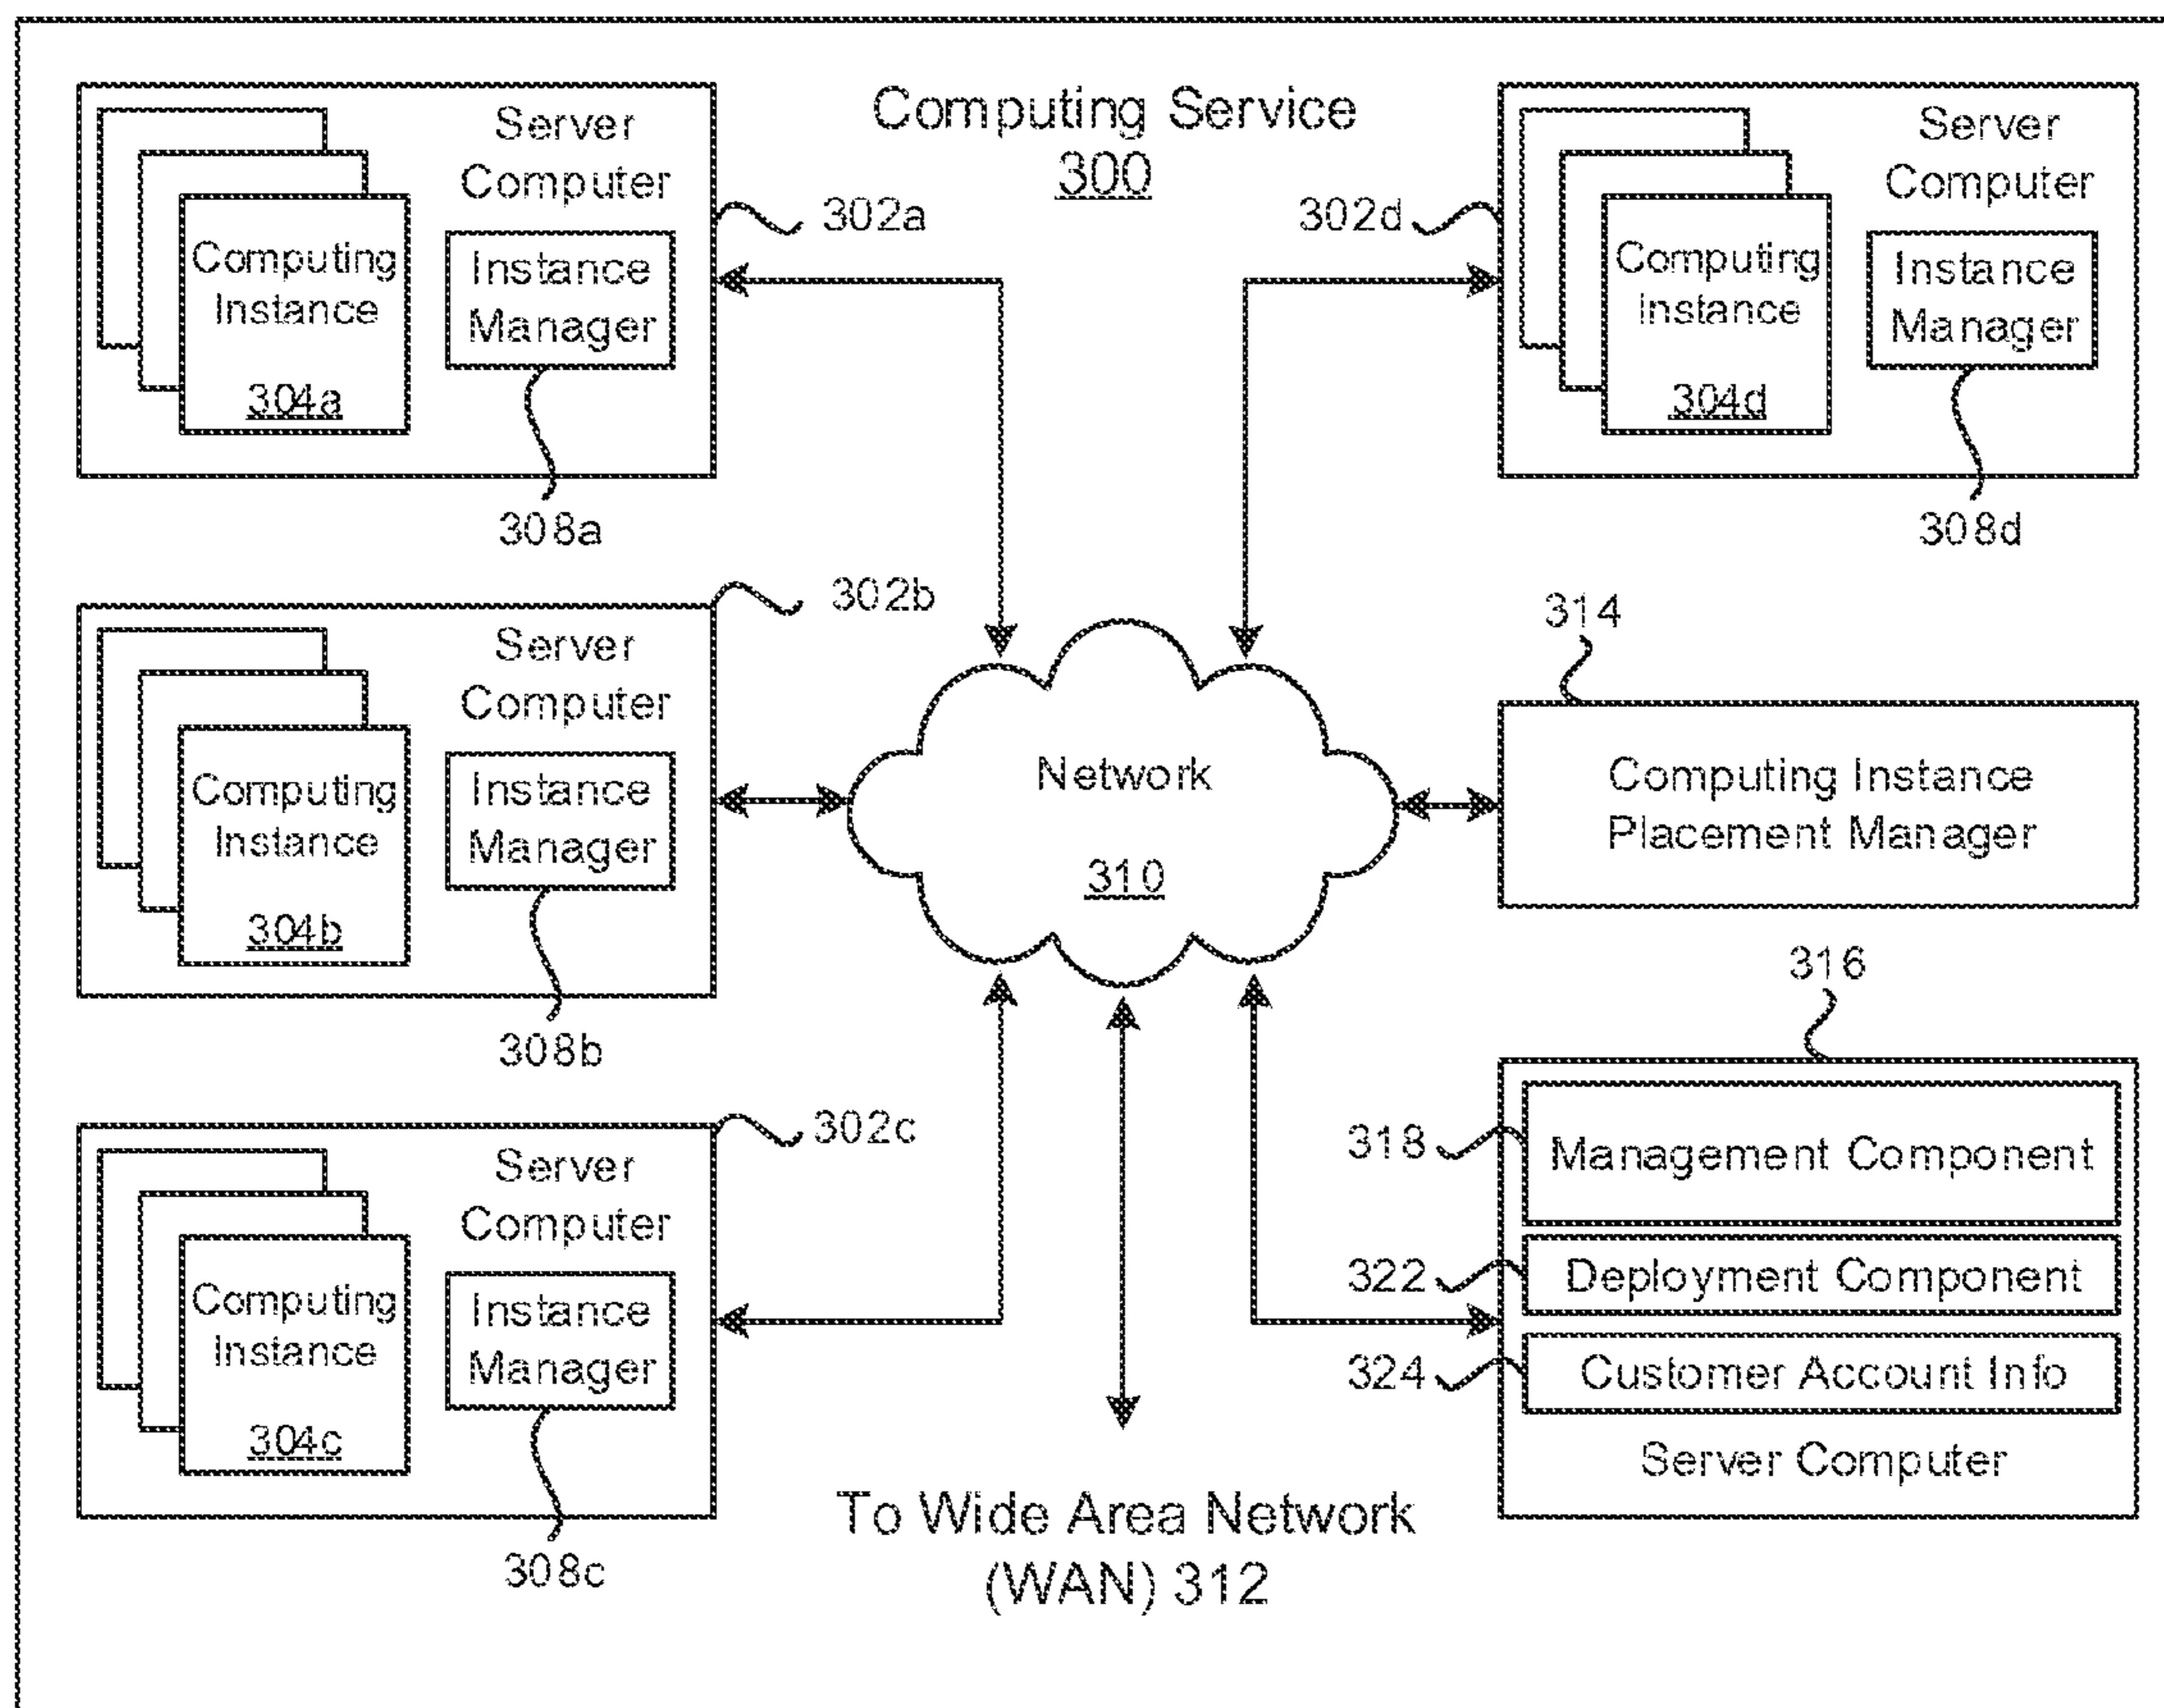 Computing Service
300
Server
Computer
Computing
Instance
304a
Instance
Manager
302a
308a
302d
Server
Computer
Computing
Instance
304d
Instance
Manager
308d
302b
Server
Computer
Computing
Instance
304b
Instance
Manager
308b
Network
310
314
Computing Instance
Placement Manager
302c
Server
Computer
Computing
Instance
304c
Instance
Manager
308c
316
318
Management Component
322
Deployment Component
324
Customer Account Info
Server Computer
To Wide Area Network
(WAN) 312